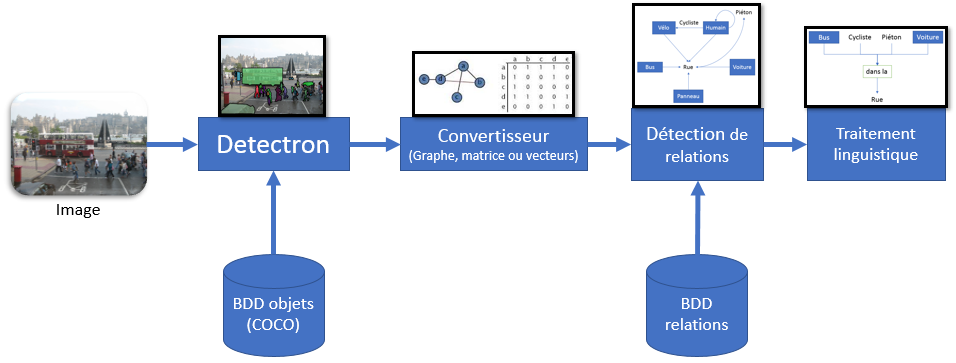 Image
Detectron
BDD objets
(COCO)
a b c d e
a 0 1 1 1 0
b 1 0 0 1 0
c 1 0 0 0 0
d 1 1 0 0 1
e 0 0 0 1 0
e d a b c
Convertisseur
(Graphe, matrice ou vecteurs)
Piéton
Cycliste
Vélo Humain
Bus Rue Voiture
Panneau
Détection de
relations
BDD
relations
Bus Cycliste Piéton Voiture
dans la
Rue
Traitement
linguistique